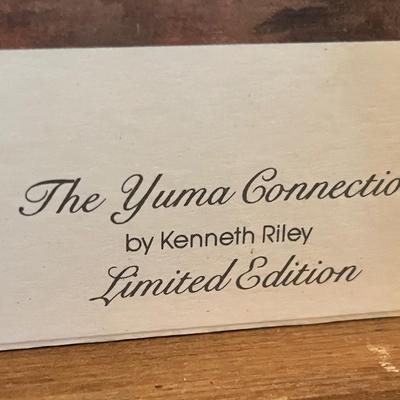 The Yuma Connectio
by Kenneth Riley
Limited Edition